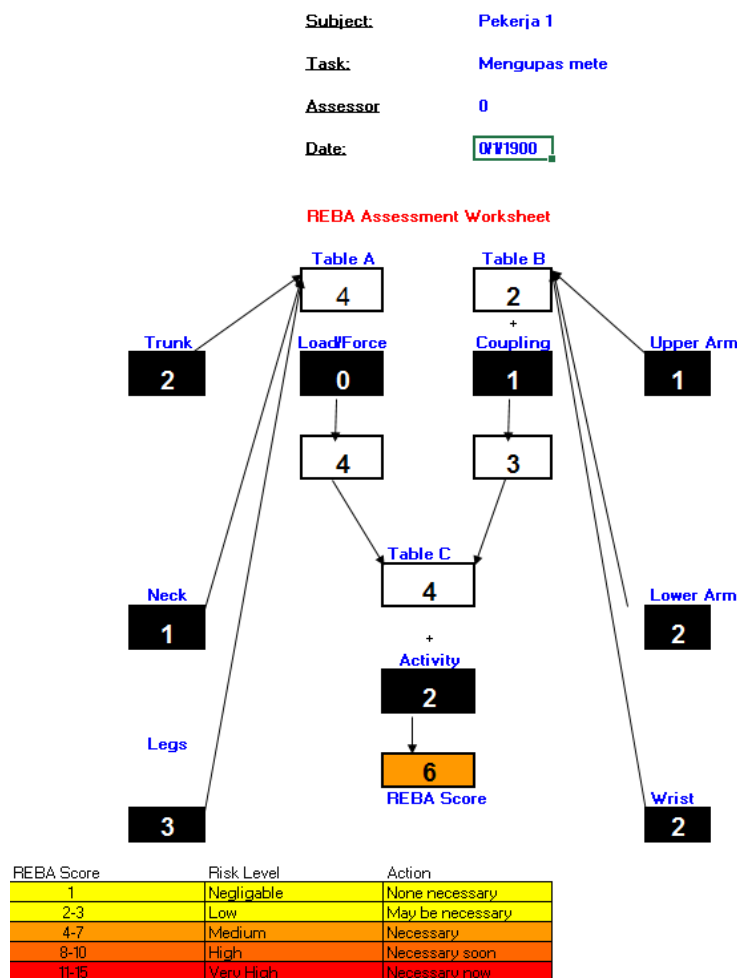 Subject: Pekerja 1
Task: Mengupas mete
Assessor 0
Date: 0/1/1900
REBA Assessment Worksheet
Table A Table B
4 2
+
Trunk Load/Force Coupling Upper Arm
2 0 1 1
4 3
Table C
4
Neck Lower Arm
1 2
+
Activity
2
Legs
6
REBA Score Wrist
3 2
REBA Score Risk Level Action
1 Negligable None necessary
2-3 Low May be necessary
4-7 Medium Necessary
8-10 High Necessary soon
11-15 Very High Necessary now